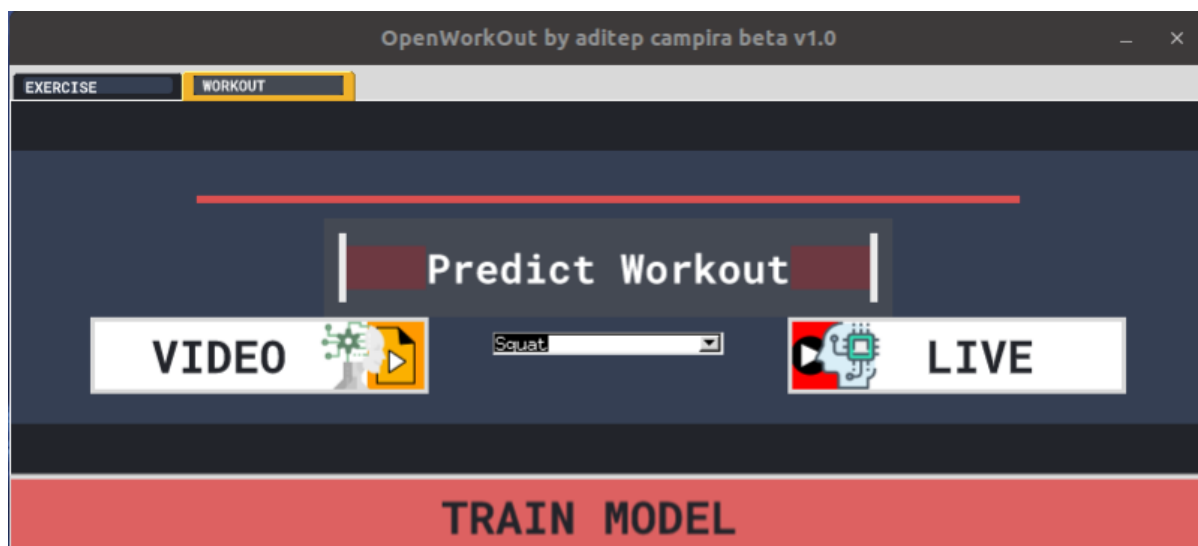 OpenWorkOut by aditep campira beta v1.0
EXERCISE
WORKOUT
Predict Workout
VIDEO
Squat
LIVE
TRAIN MODEL